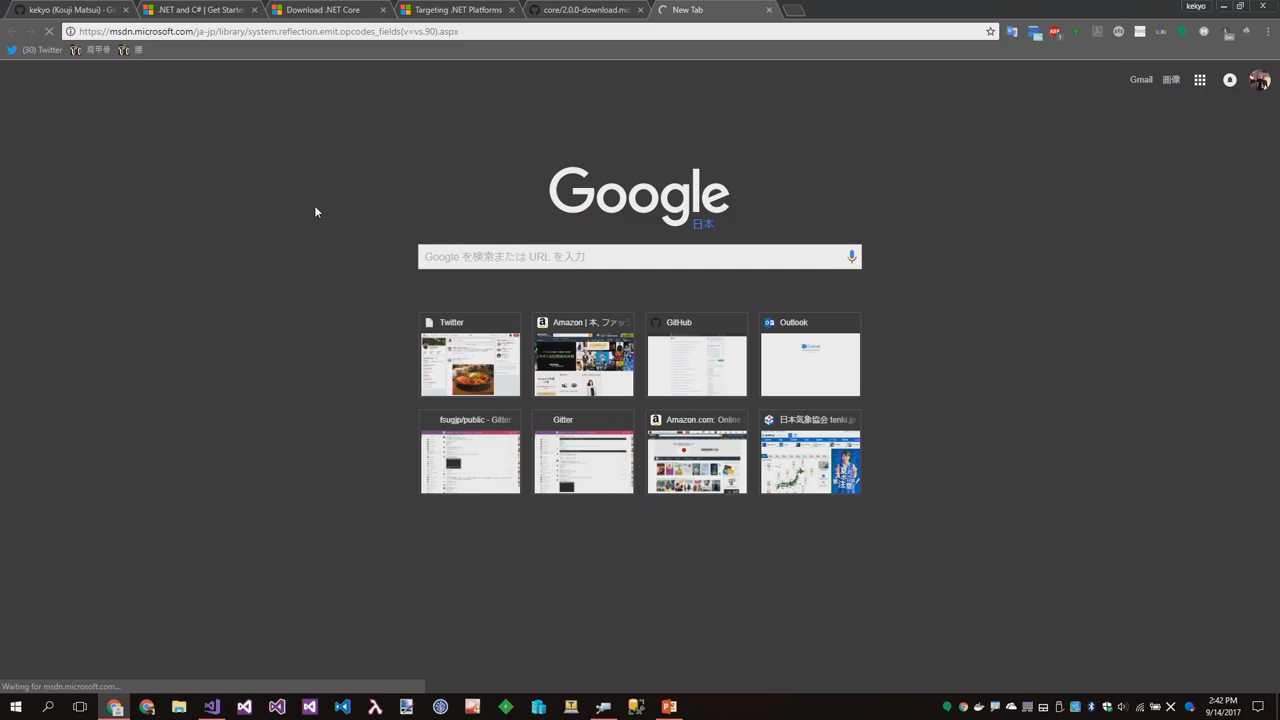 kekyo (Kouji Matsui) - Git
.NET and C# | Get Starte
Download .NET Core
Targeting .NET Platforms
core/2.0.0-download.md
New Tab
kekyo
https://msdn.microsoft.com/ja-jp/library/system.reflection.emit.opcodes_fields(v=vs.90).aspx
(30) Twitter
肩甲骨
腰
Gmail
画像
Google
日本
Google を検索または URL を入力
Twitter
Amazon | 本, ファッシ
GitHub
Outlook
fsugjp/public - Gitter
Gitter
Amazon.com: Online
日本気象協会 tenki.jp
Waiting for msdn.microsoft.com...
2:42 PM
9/14/2017